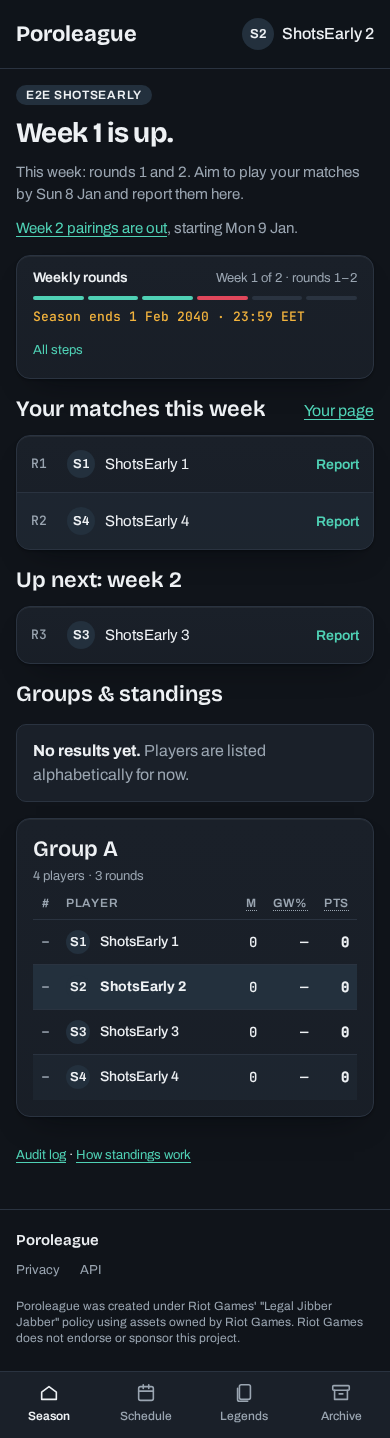 Poroleague
S2 ShotsEarly 2
E2E SHOTSEARLY
Week 1 is up.
This week: rounds 1 and 2. Aim to play your matches
by Sun 8 Jan and report them here.
Week 2 pairings are out, starting Mon 9 Jan.
Weekly rounds Week 1 of 2 · rounds 1–2
Season ends 1 Feb 2040 · 23:59 EET
All steps
Your matches this week Your page
R1 S1 ShotsEarly 1 Report
R2 S4 ShotsEarly 4 Report
Up next: week 2
R3 S3 ShotsEarly 3 Report
Groups & standings
No results yet. Players are listed
alphabetically for now.
Group A
4 players · 3 rounds
# PLAYER M GW% PTS
– S1 ShotsEarly 1 0 – 0
– S2 ShotsEarly 2 0 – 0
– S3 ShotsEarly 3 0 – 0
– S4 ShotsEarly 4 0 – 0
Audit log · How standings work
Poroleague
Privacy API
Poroleague was created under Riot Games' "Legal Jibber
Jabber" policy using assets owned by Riot Games. Riot Games
does not endorse or sponsor this project.
Season Schedule Legends Archive